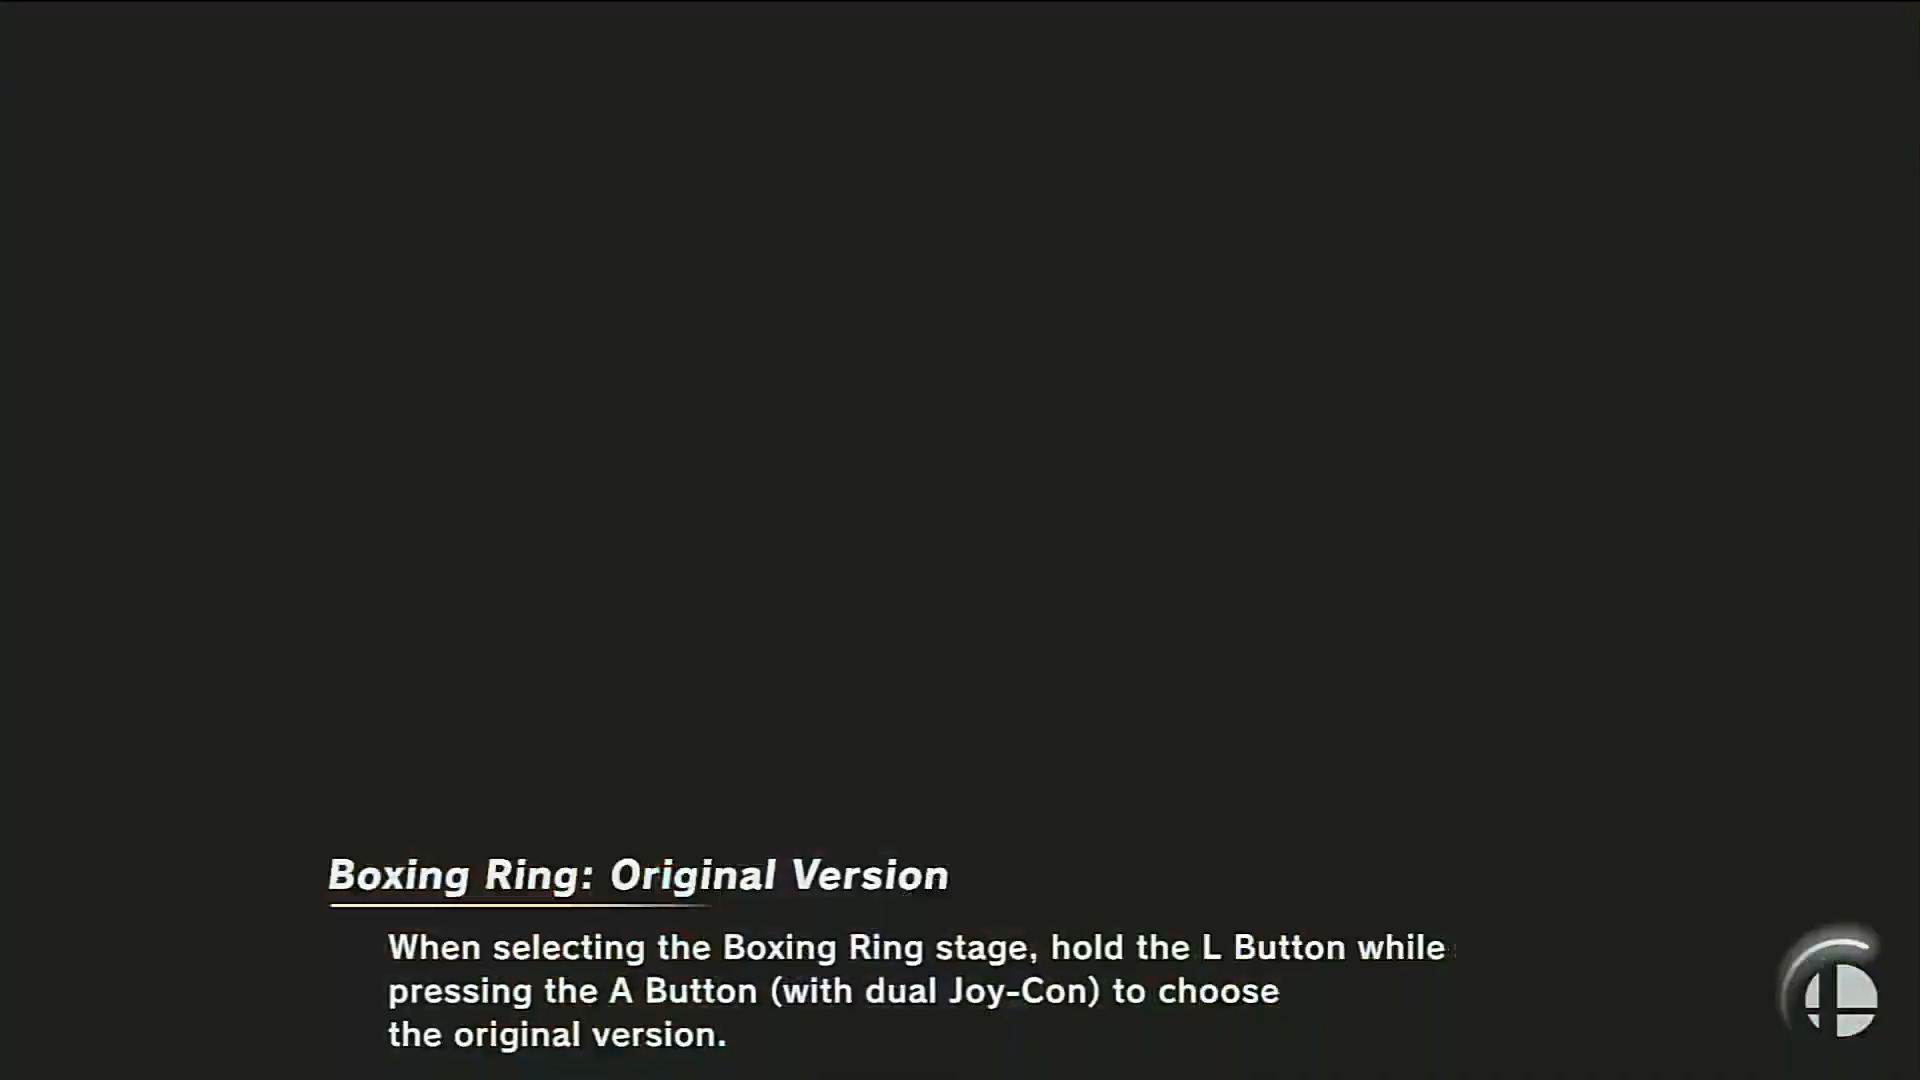 Boxing Ring: Original Version
When selecting the Boxing Ring stage, hold the L Button while
pressing the A Button (with dual Joy-Con) to choose
the original version.